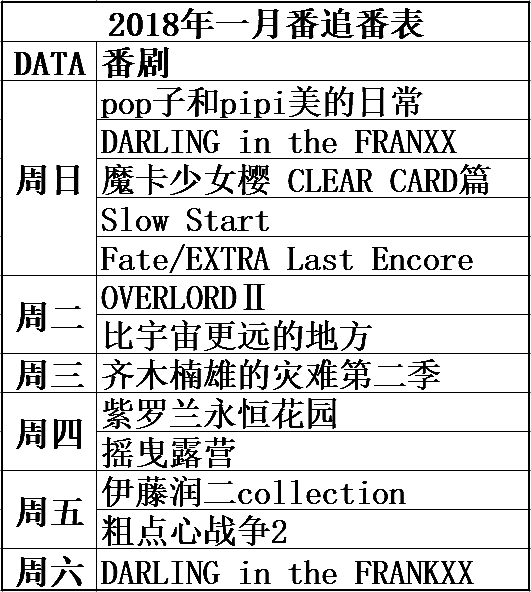 2018年一月番追番表
DATA 番剧
周日
pop子和pipi美的日常
DARLING in the FRANXX
魔卡少女樱 CLEAR CARD篇
Slow Start
Fate/EXTRA Last Encore
周二
OVERLORDⅡ
比宇宙更远的地方
周三 齐木楠雄的灾难第二季
周四
紫罗兰永恒花园
摇曳露营
周五
伊藤润二collection
粗点心战争2
周六 DARLING in the FRANKXX